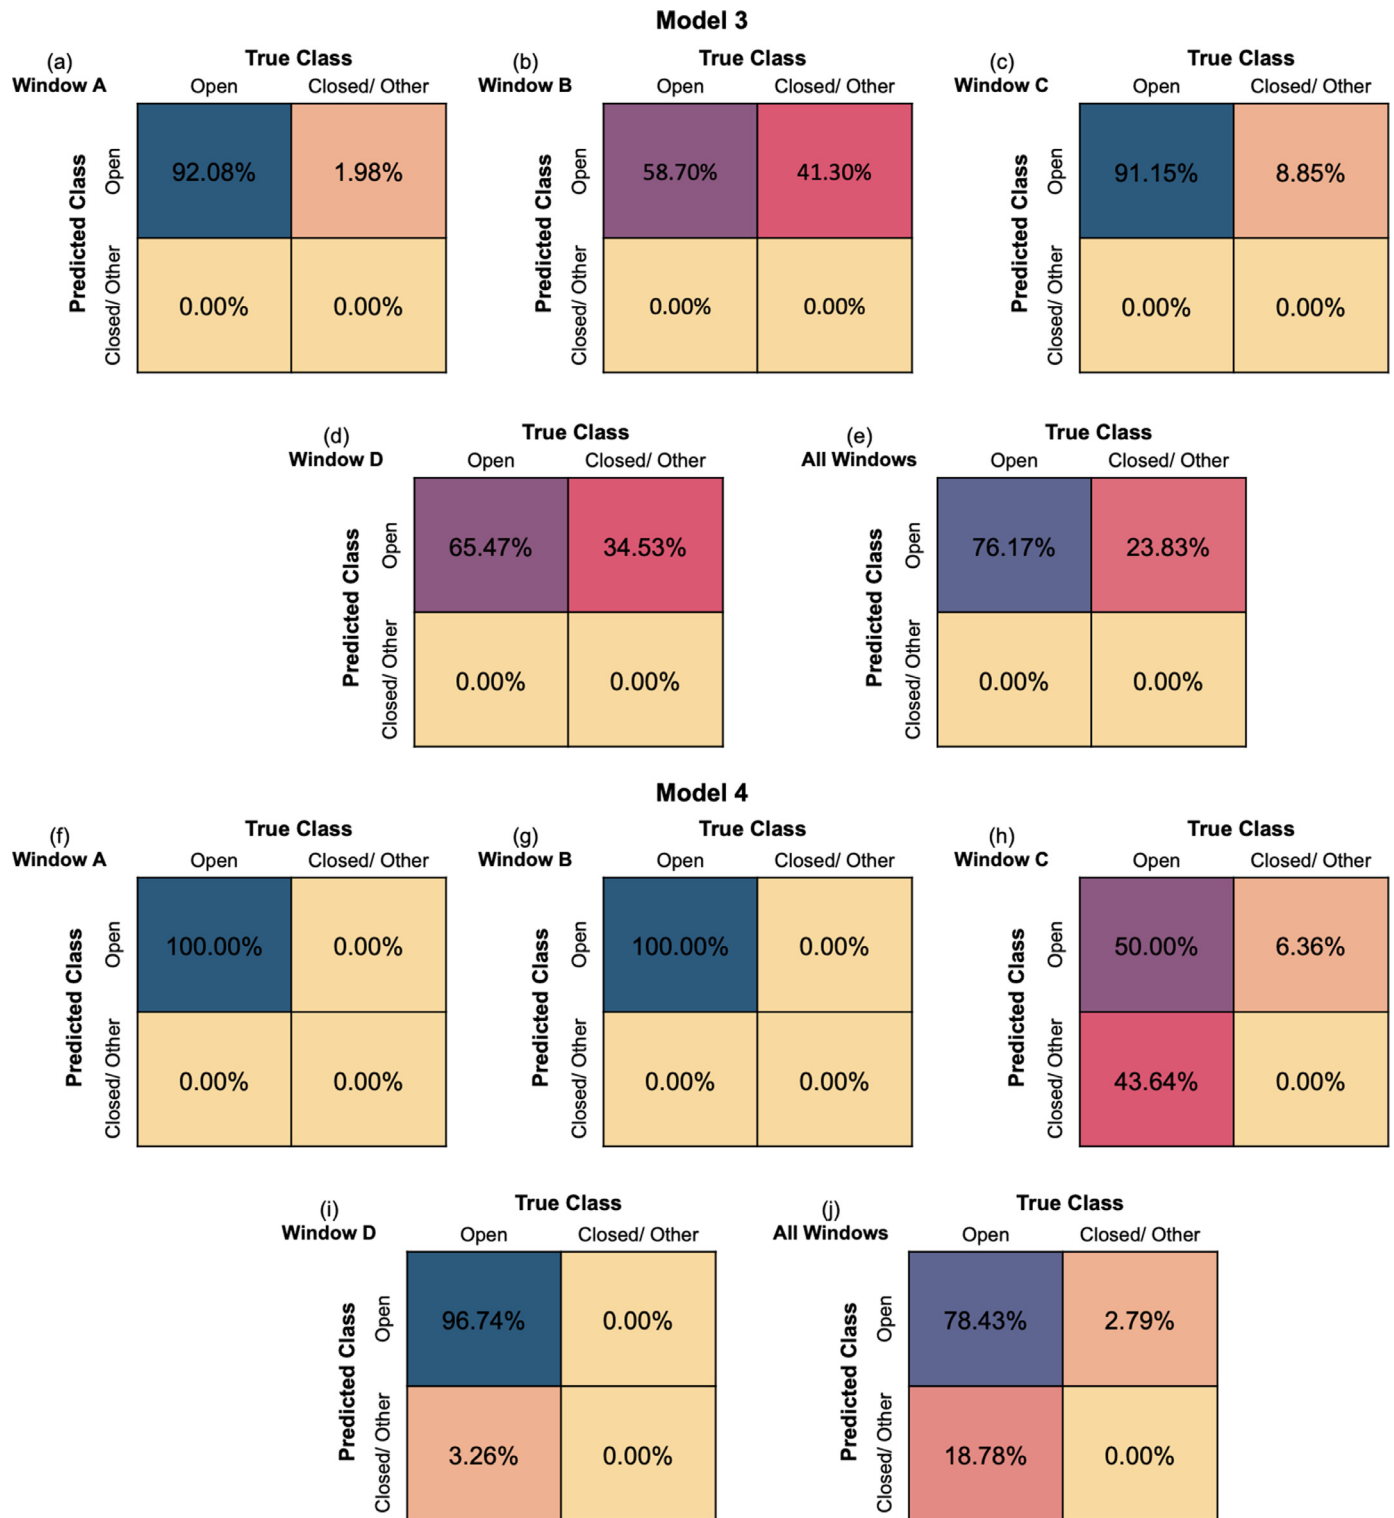 Model 3
(a) True Class (b) True Class (c) True Class
Window A Open Closed/ Other Window B Open Closed/ Other Window C Open Closed/ Other
Predicted Class Open 92.08% 1.98% Predicted Class Open 58.70% 41.30% Predicted Class Open 91.15% 8.85%
Closed/ Other 0.00% 0.00% Closed/ Other 0.00% 0.00% Closed/ Other 0.00% 0.00%
(d) True Class (e) True Class
Window D Open Closed/ Other All Windows Open Closed/ Other
Predicted Class Open 65.47% 34.53% Predicted Class Open 76.17% 23.83%
Closed/ Other 0.00% 0.00% Closed/ Other 0.00% 0.00%
Model 4
(f) True Class (g) True Class (h) True Class
Window A Open Closed/ Other Window B Open Closed/ Other Window C Open Closed/ Other
Predicted Class Open 100.00% 0.00% Predicted Class Open 100.00% 0.00% Predicted Class Open 50.00% 6.36%
Closed/ Other 0.00% 0.00% Closed/ Other 0.00% 0.00% Closed/ Other 43.64% 0.00%
(i) True Class (j) True Class
Window D Open Closed/ Other All Windows Open Closed/ Other
Predicted Class Open 96.74% 0.00% Predicted Class Open 78.43% 2.79%
Closed/ Other 3.26% 0.00% Closed/ Other 18.78% 0.00%